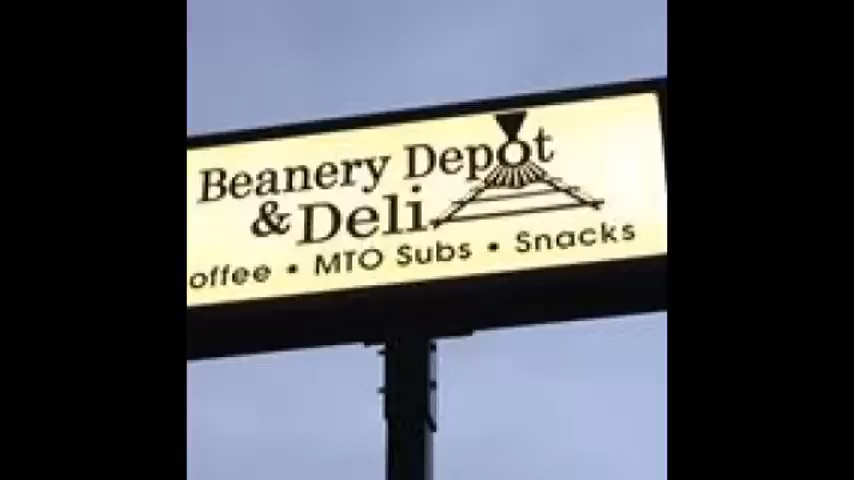 Beanery Depot
& Deli
offee • MTO Subs • Snacks